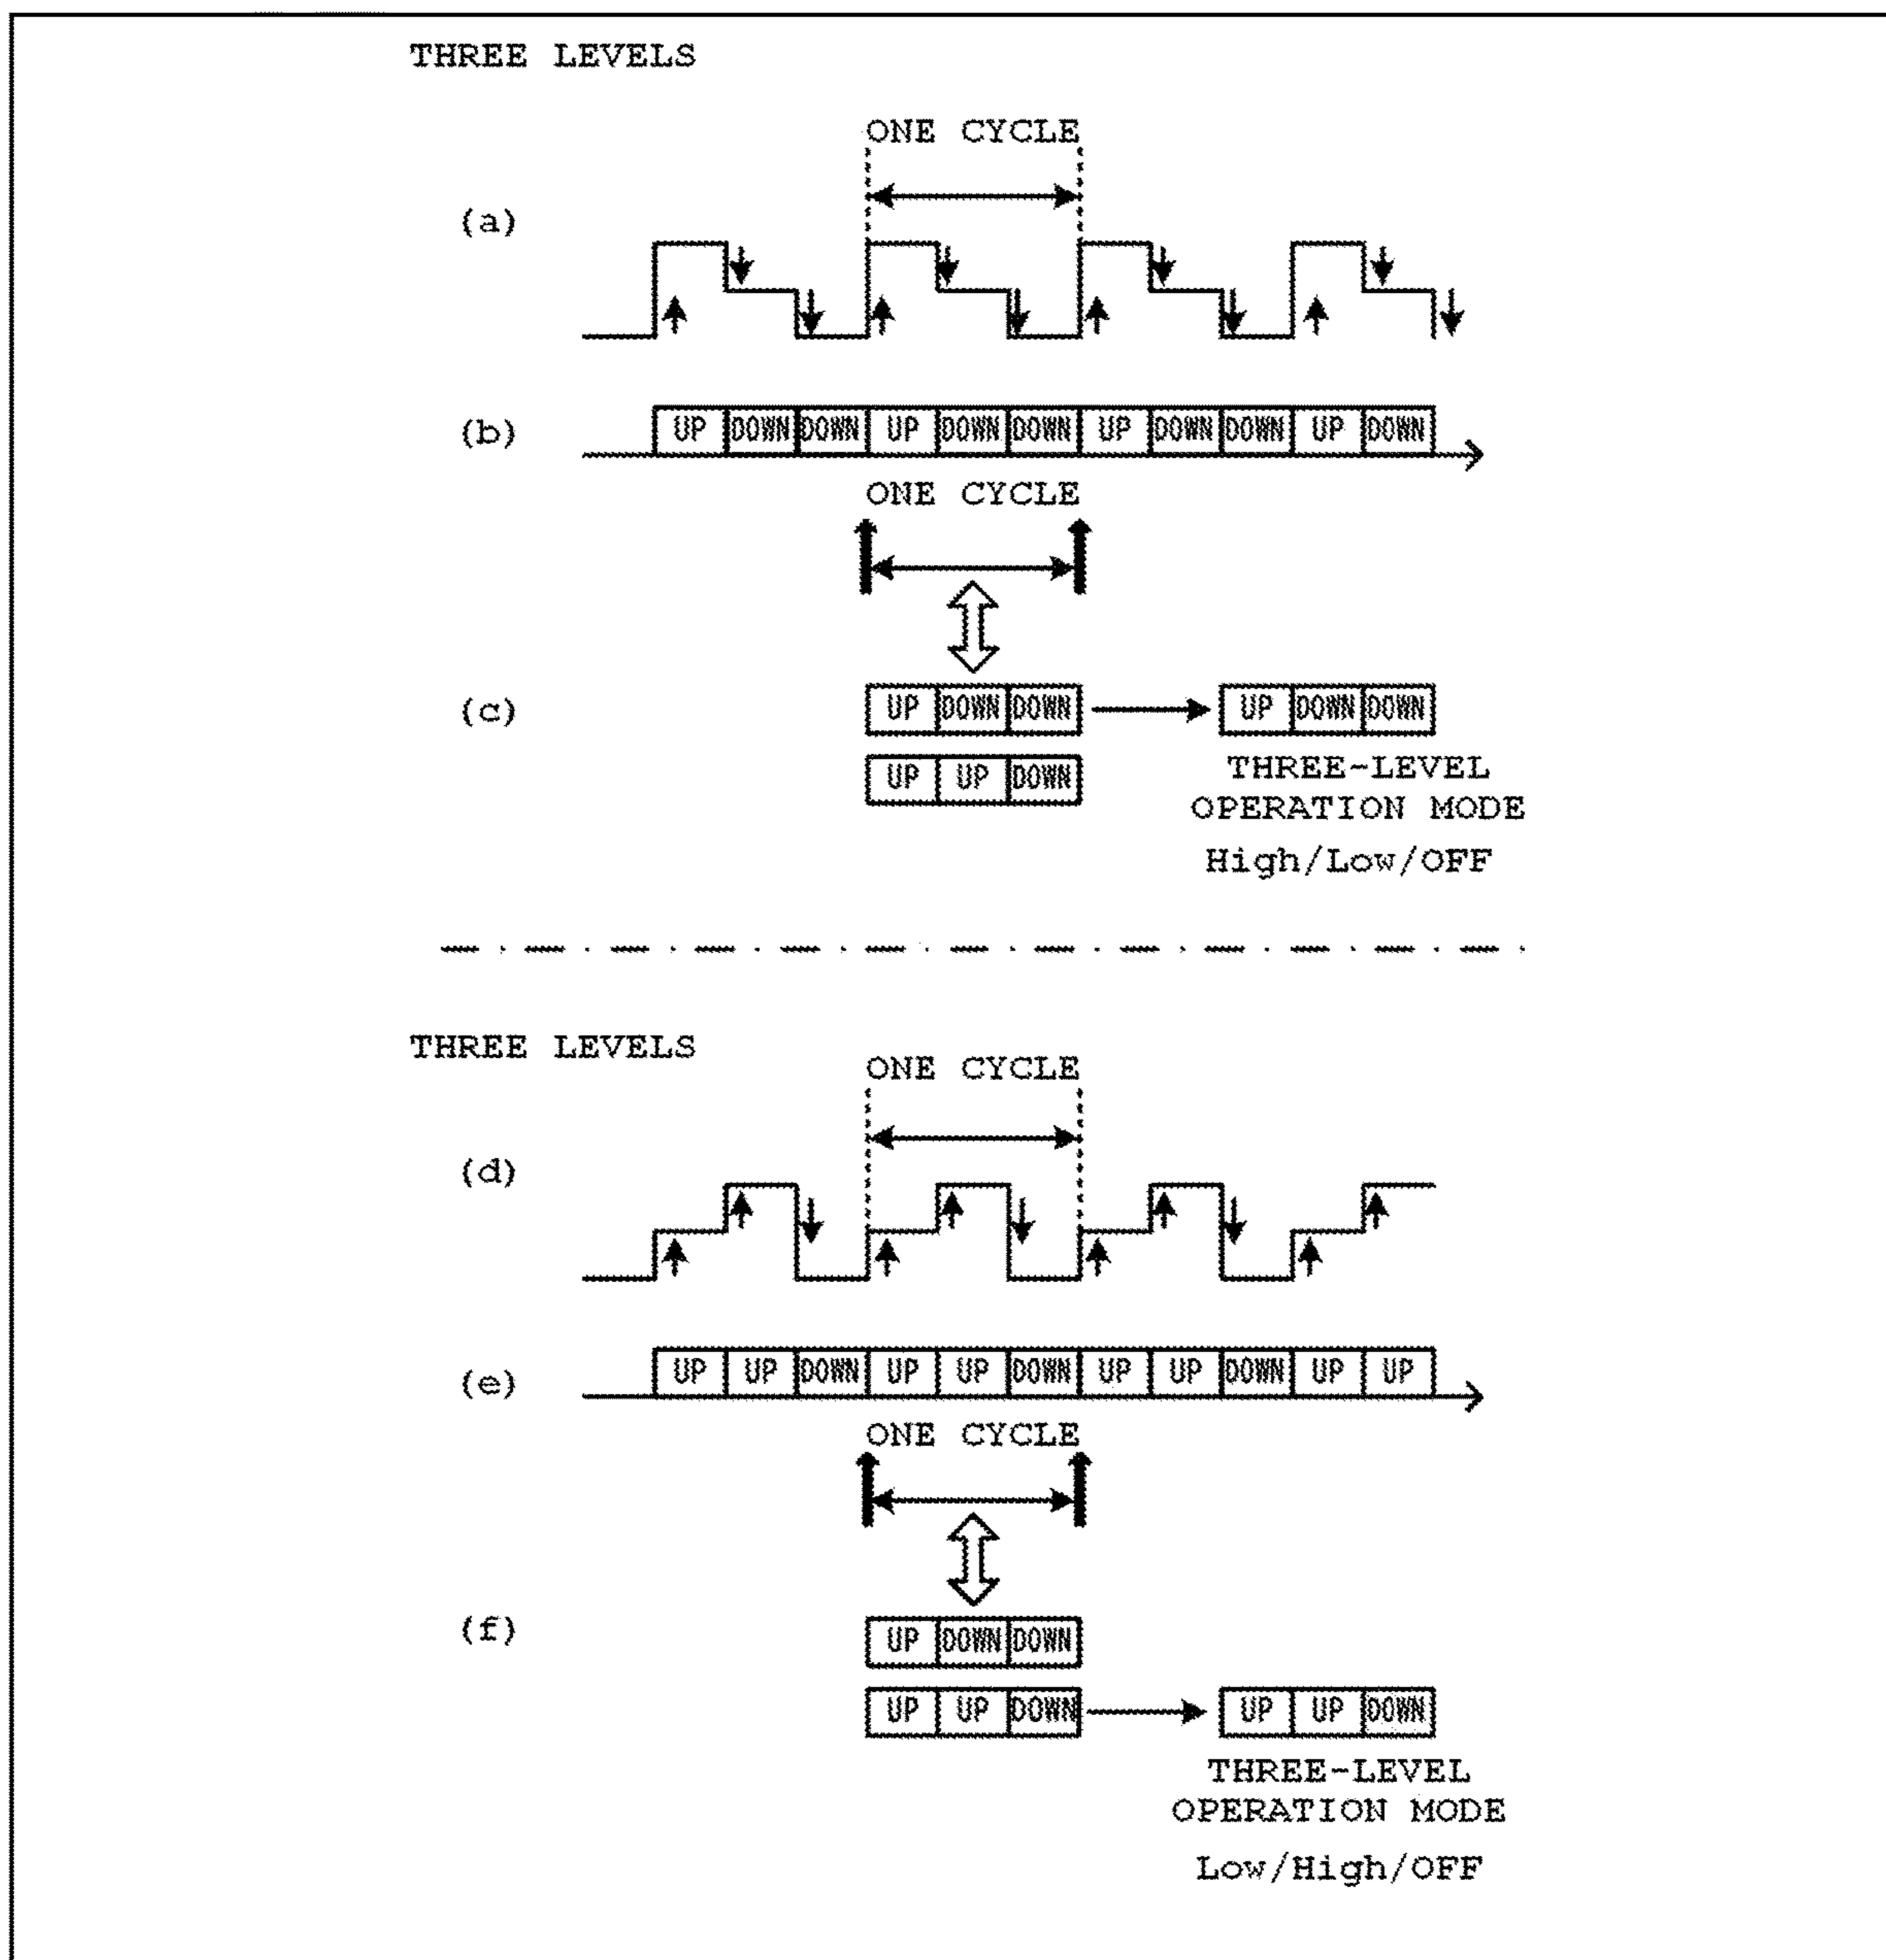 THREE LEVELS
ONE CYCLE
(a)
(b) UP DOWN DOWN UP DOWN DOWN UP DOWN DOWN UP DOWN
ONE CYCLE
(c) UP DOWN DOWN UP DOWN DOWN
UP UP DOWN
THREE-LEVEL
OPERATION MODE
High/Low/OFF
THREE LEVELS
ONE CYCLE
(d)
(e) UP UP DOWN UP UP DOWN UP UP DOWN UP UP
ONE CYCLE
(f) UP DOWN DOWN
UP UP DOWN UP UP DOWN
THREE-LEVEL
OPERATION MODE
Low/High/OFF